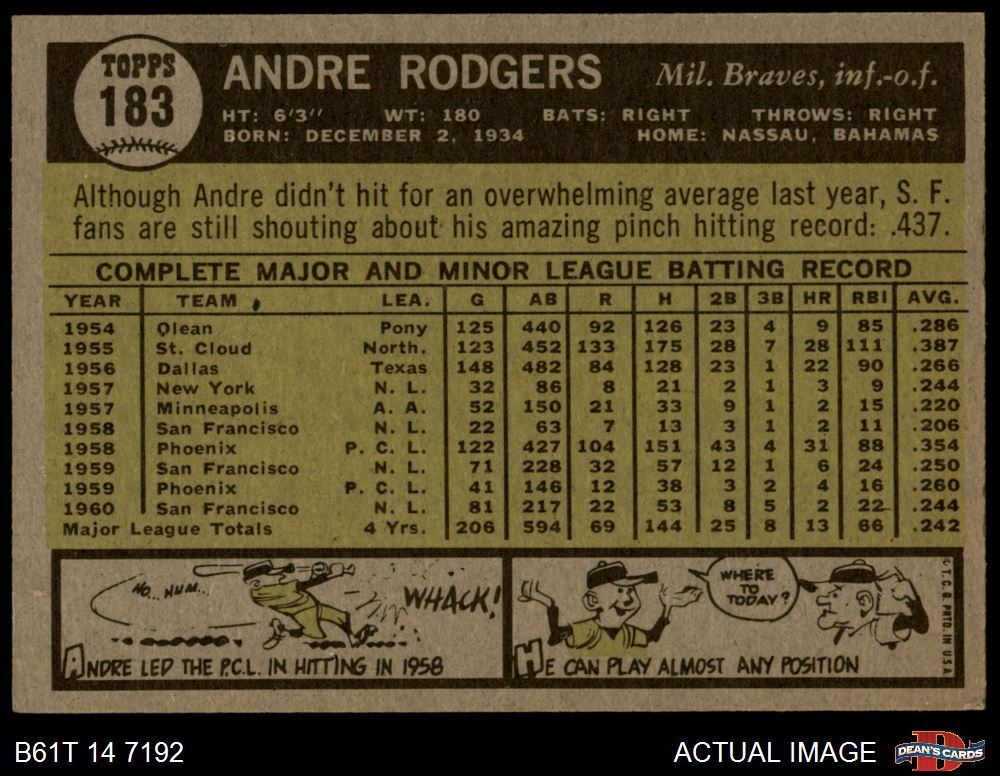 TOPPS
183
ANDRE RODGERS Mil. Braves, inf.-o.f.
HT: 6'3" WT: 180 BATS: RIGHT THROWS: RIGHT
BORN: DECEMBER 2, 1934 HOME: NASSAU, BAHAMAS
Although Andre didn't hit for an overwhelming average last year, S. F.
fans are still shouting about his amazing pinch hitting record: .437.
COMPLETE MAJOR AND MINOR LEAGUE BATTING RECORD
YEAR TEAM LEA. G AB R H 2B 3B HR RBI AVG.
1954 Olean Pony 125 440 92 126 23 4 9 85 .286
1955 St. Cloud North. 123 452 133 175 28 7 28 111 .387
1956 Dallas Texas 148 482 84 128 23 1 22 90 .266
1957 New York N. L. 32 86 8 21 2 1 3 9 .244
1957 Minneapolis A. A. 52 150 21 33 9 1 2 15 .220
1958 San Francisco N. L. 22 63 7 13 3 1 2 11 .206
1958 Phoenix P. C. L. 122 427 104 151 43 4 31 88 .354
1959 San Francisco N. L. 71 228 32 57 12 1 6 24 .250
1959 Phoenix P. C. L. 41 146 12 38 3 2 4 16 .260
1960 San Francisco N. L. 81 217 22 53 8 5 2 22 .244
Major League Totals 4 Yrs. 206 594 69 144 25 8 13 66 .242
HO.. HUM...
WHACK!
ANDRE LED THE P.C.L. IN HITTING IN 1958
WHERE
TO
TODAY?
HE CAN PLAY ALMOST ANY POSITION
© T. C. G. PRTD. IN U.S.A.
B61T 14 7192 ACTUAL IMAGE
DEAN'S CARDS